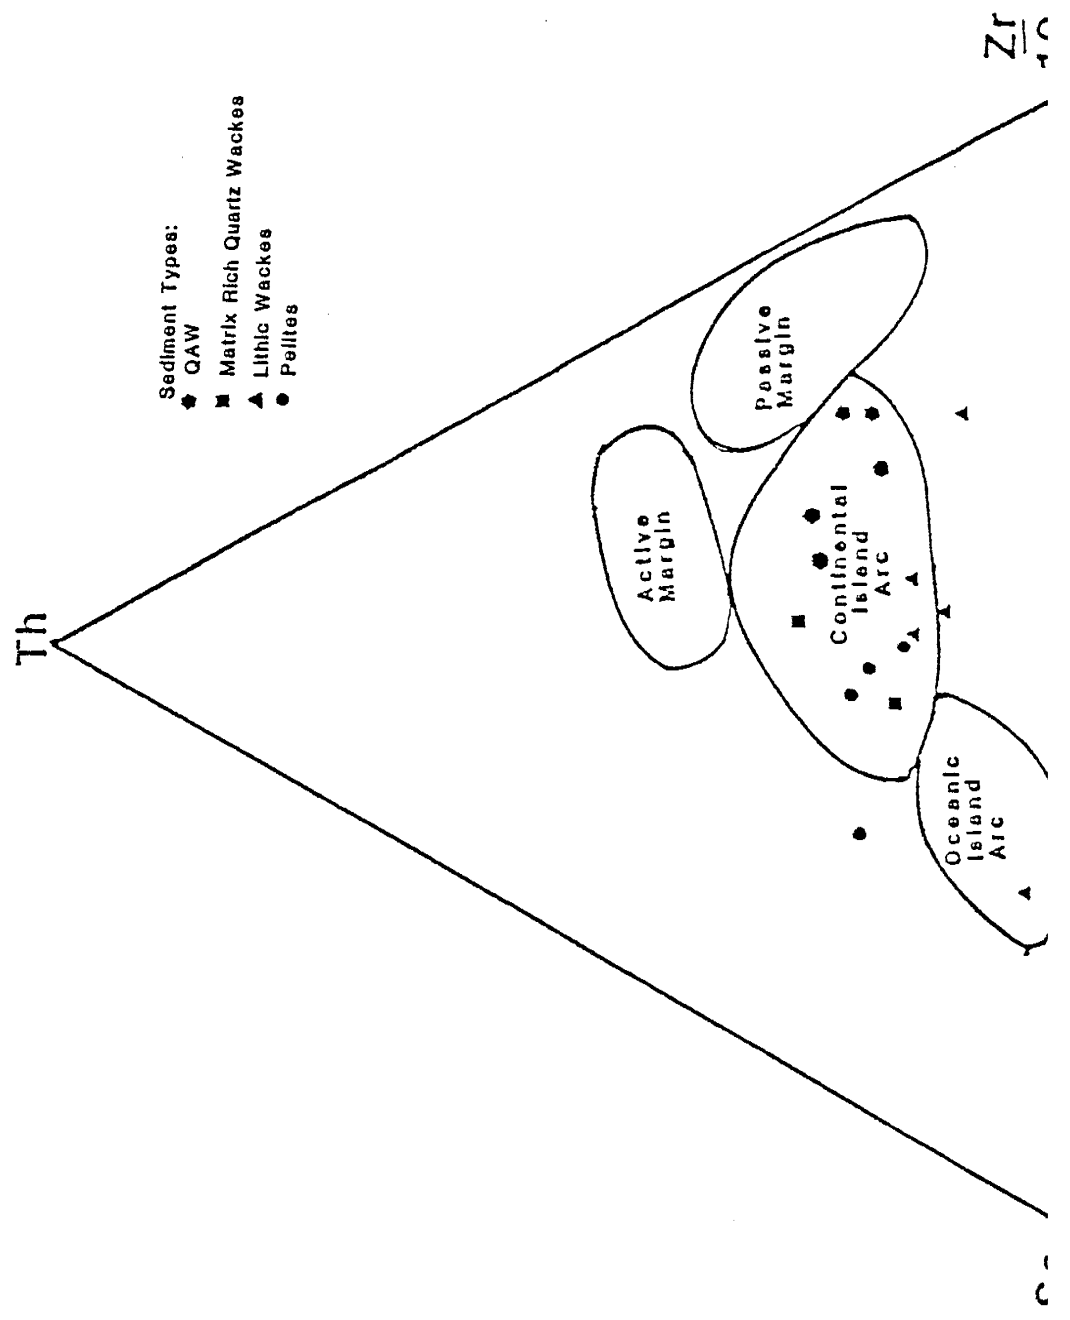 Th
Sediment Types:
QAW
Matrix Rich Quartz Wackes
Lithic Wackes
Pelites
Active
Margin
Passive
Margin
Continental
Island
Arc
Oceanic
Island
Arc
Zr